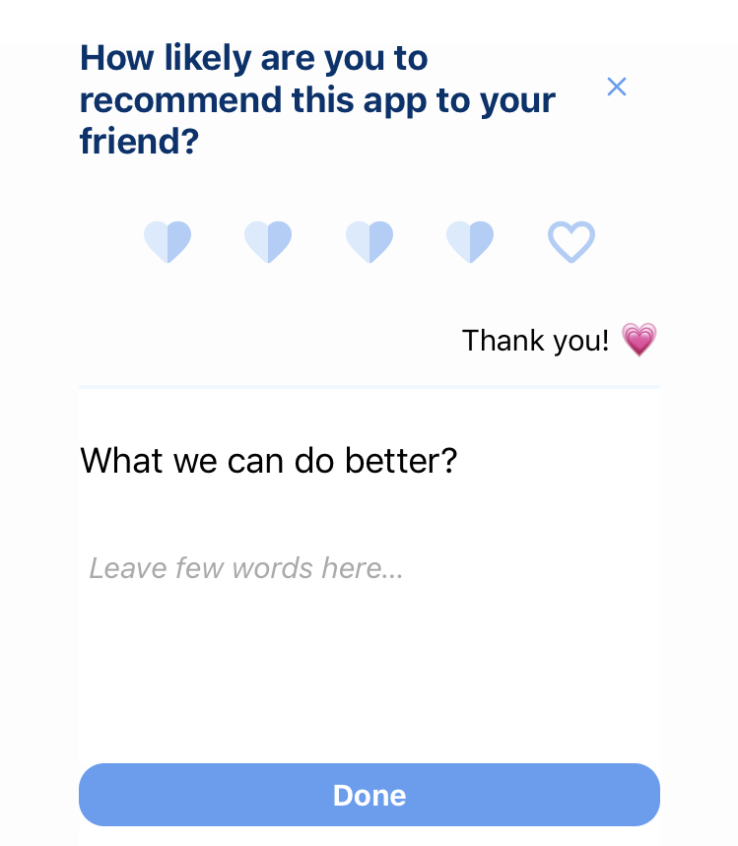 How likely are you to
recommend this app to your
friend?
Thank you! 💗
What we can do better?
Leave few words here...
Done